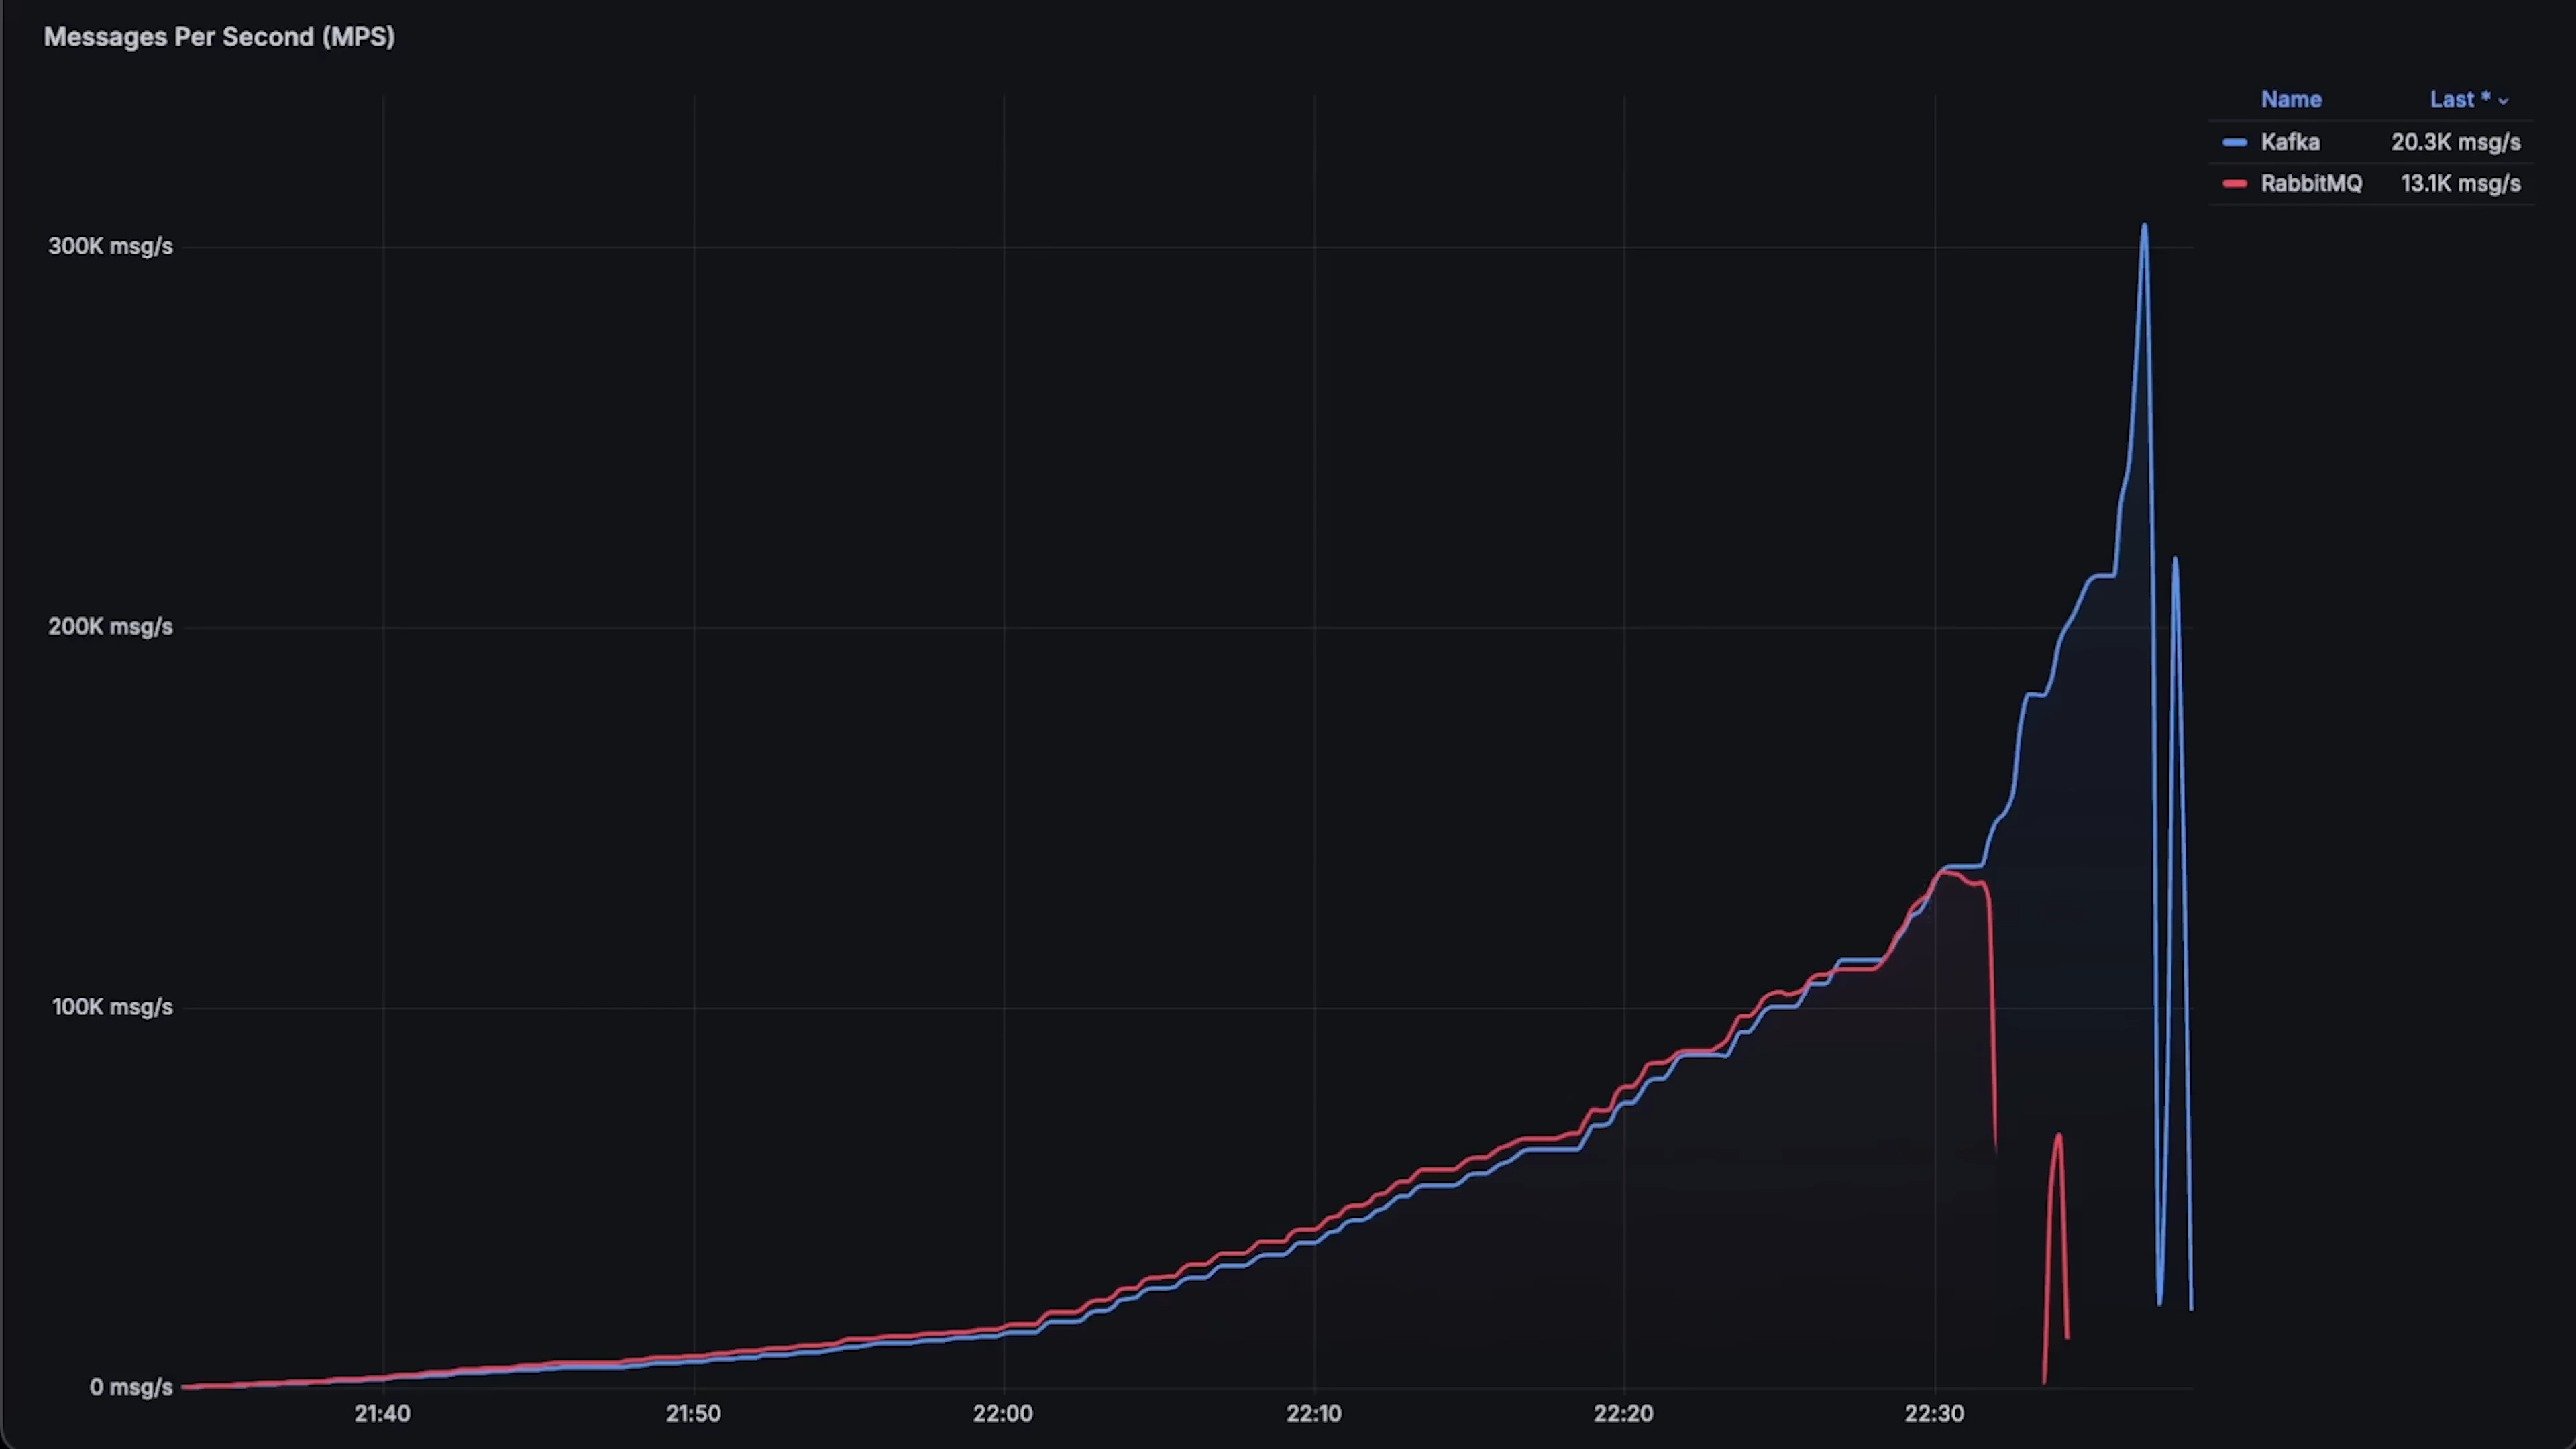 Messages Per Second (MPS)
Name Last *
Kafka 20.3K msg/s
RabbitMQ 13.1K msg/s
300K msg/s
200K msg/s
100K msg/s
0 msg/s
21:40 21:50 22:00 22:10 22:20 22:30